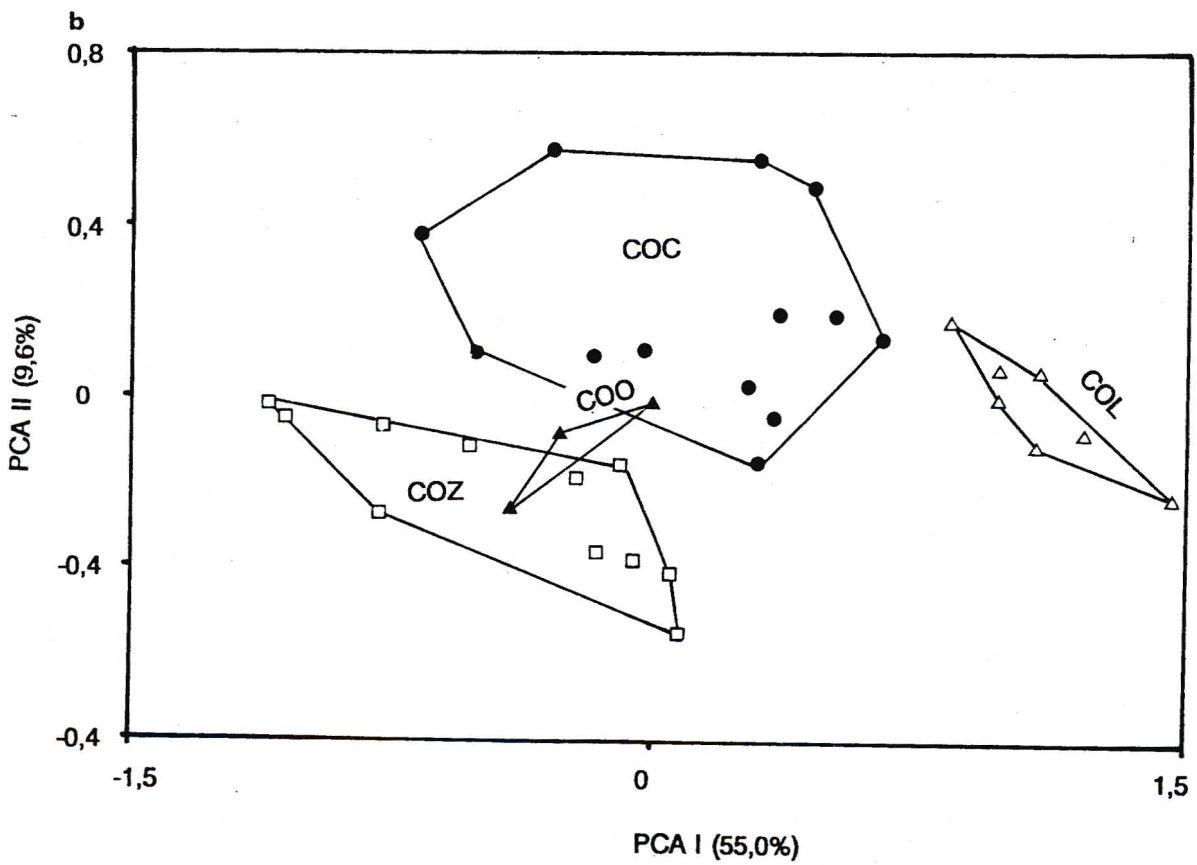 b
0,8
0,4
0
-0,4
-0,4
PCA II (9,6%)
COC
COO
COZ
COL
-1,5
0
1,5
PCA I (55,0%)